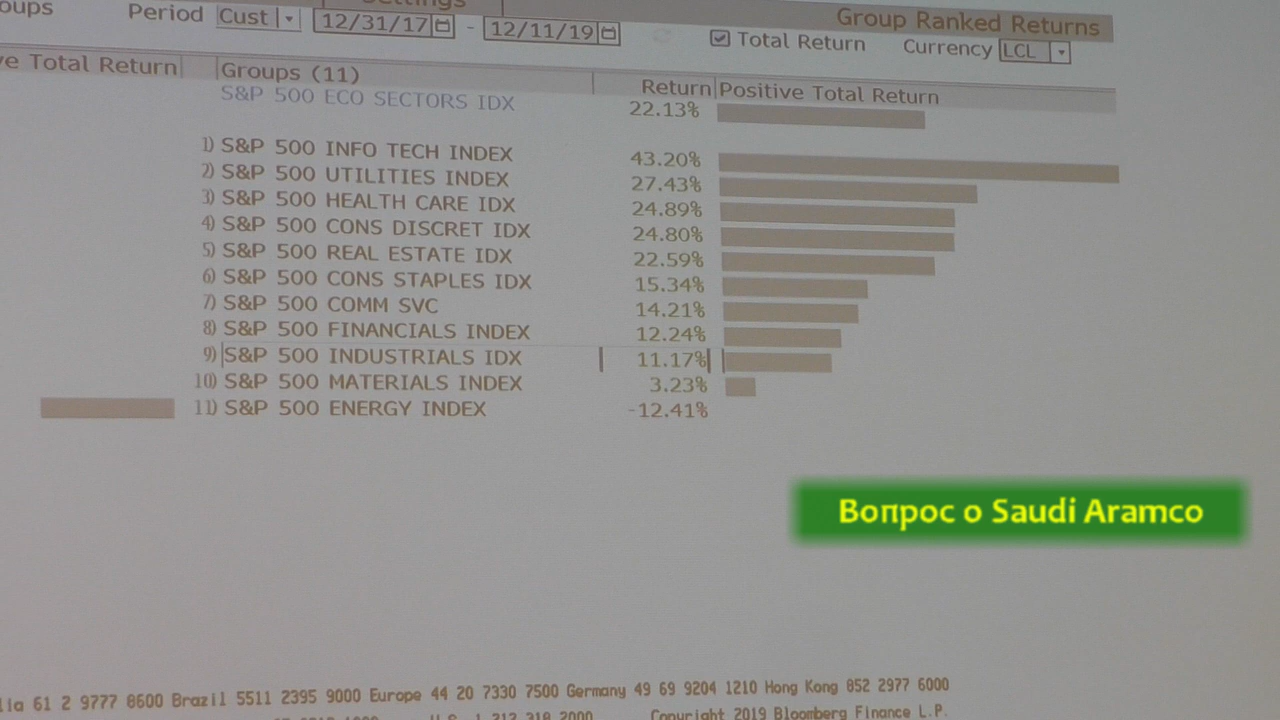 Settings
Group Ranked Returns
Period Cust 12/31/17 - 12/11/19 Total Return Currency LCL
Total Return Groups (11) Return Positive Total Return
S&P 500 ECO SECTORS IDX 22.13%
1) S&P 500 INFO TECH INDEX 43.20%
2) S&P 500 UTILITIES INDEX 27.43%
3) S&P 500 HEALTH CARE IDX 24.89%
4) S&P 500 CONS DISCRET IDX 24.80%
5) S&P 500 REAL ESTATE IDX 22.59%
6) S&P 500 CONS STAPLES IDX 15.34%
7) S&P 500 COMM SVC 14.21%
8) S&P 500 FINANCIALS INDEX 12.24%
9) S&P 500 INDUSTRIALS IDX 11.17%
10) S&P 500 MATERIALS INDEX 3.23%
11) S&P 500 ENERGY INDEX -12.41%
Вопрос о Saudi Aramco
61 2 9777 8600 Brazil 5511 2395 9000 Europe 44 20 7330 7500 Germany 49 69 9204 1210 Hong Kong 852 2977 6000
U.S. 1 212 318 2000 Copyright 2019 Bloomberg Finance L.P.